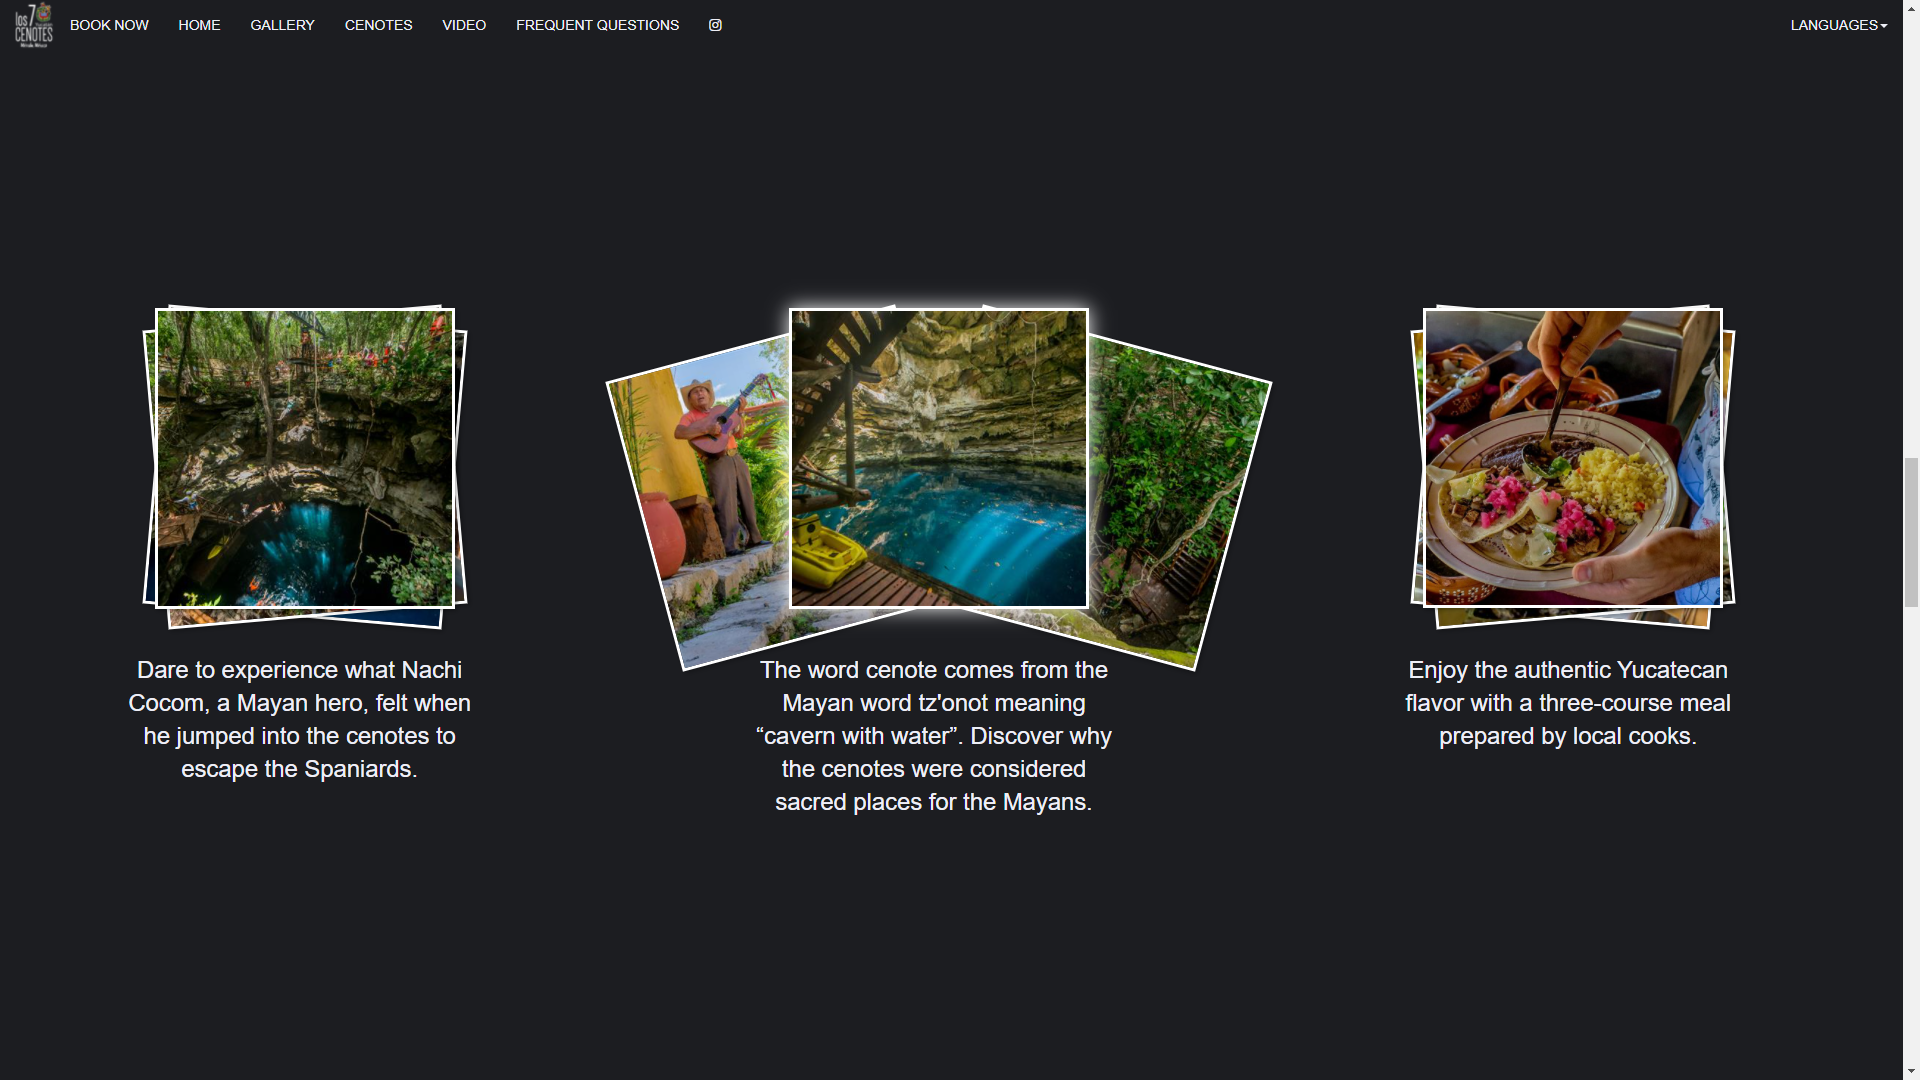 los 7
CENOTES
BOOK NOW
HOME
GALLERY
CENOTES
VIDEO
FREQUENT QUESTIONS
LANGUAGES
Dare to experience what Nachi
Cocom, a Mayan hero, felt when
he jumped into the cenotes to
escape the Spaniards.
The word cenote comes from the
Mayan word tz'onot meaning
“cavern with water”. Discover why
the cenotes were considered
sacred places for the Mayans.
Enjoy the authentic Yucatecan
flavor with a three-course meal
prepared by local cooks.